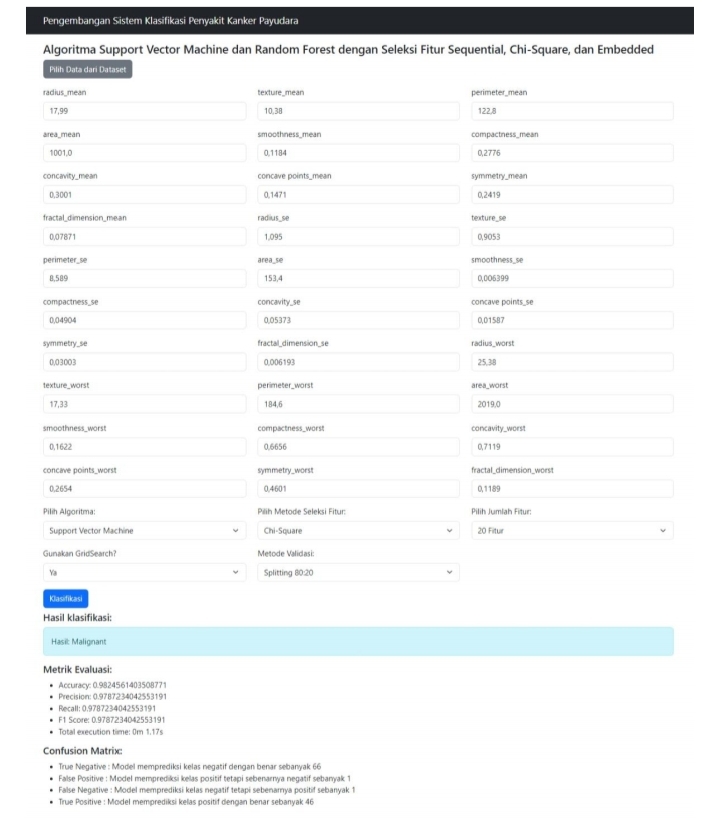 Pengembangan Sistem Klasifikasi Penyakit Kanker Payudara
Algoritma Support Vector Machine dan Random Forest dengan Seleksi Fitur Sequential, Chi-Square, dan Embedded
Pilih Data dari Dataset
radius_mean texture_mean perimeter_mean
17,99 10,38 122,8
area_mean smoothness_mean compactness_mean
1001,0 0,1184 0,2776
concavity_mean concave points_mean symmetry_mean
0,3001 0,1471 0,2419
fractal_dimension_mean radius_se texture_se
0,07871 1,095 0,9053
perimeter_se area_se smoothness_se
8,589 153,4 0,006399
compactness_se concavity_se concave points_se
0,04904 0,05373 0,01587
symmetry_se fractal_dimension_se radius_worst
0,03003 0,006193 25,38
texture_worst perimeter_worst area_worst
17,33 184,6 2019,0
smoothness_worst compactness_worst concavity_worst
0,1622 0,6656 0,7119
concave points_worst symmetry_worst fractal_dimension_worst
0,2654 0,4601 0,1189
Pilih Algoritma: Pilih Metode Seleksi Fitur: Pilih Jumlah Fitur:
Support Vector Machine Chi-Square 20 Fitur
Gunakan GridSearch? Metode Validasi:
Ya Splitting 80:20
Klasifikasi
Hasil klasifikasi:
Hasil: Malignant
Metrik Evaluasi:
• Accuracy: 0.9824561403508771
• Precision: 0.9787234042553191
• Recall: 0.9787234042553191
• F1 Score: 0.9787234042553191
• Total execution time: 0m 1.17s
Confusion Matrix:
• True Negative : Model memprediksi kelas negatif dengan benar sebanyak 66
• False Positive : Model memprediksi kelas positif tetapi sebenarnya negatif sebanyak 1
• False Negative : Model memprediksi kelas negatif tetapi sebenarnya positif sebanyak 1
• True Positive : Model memprediksi kelas positif dengan benar sebanyak 46